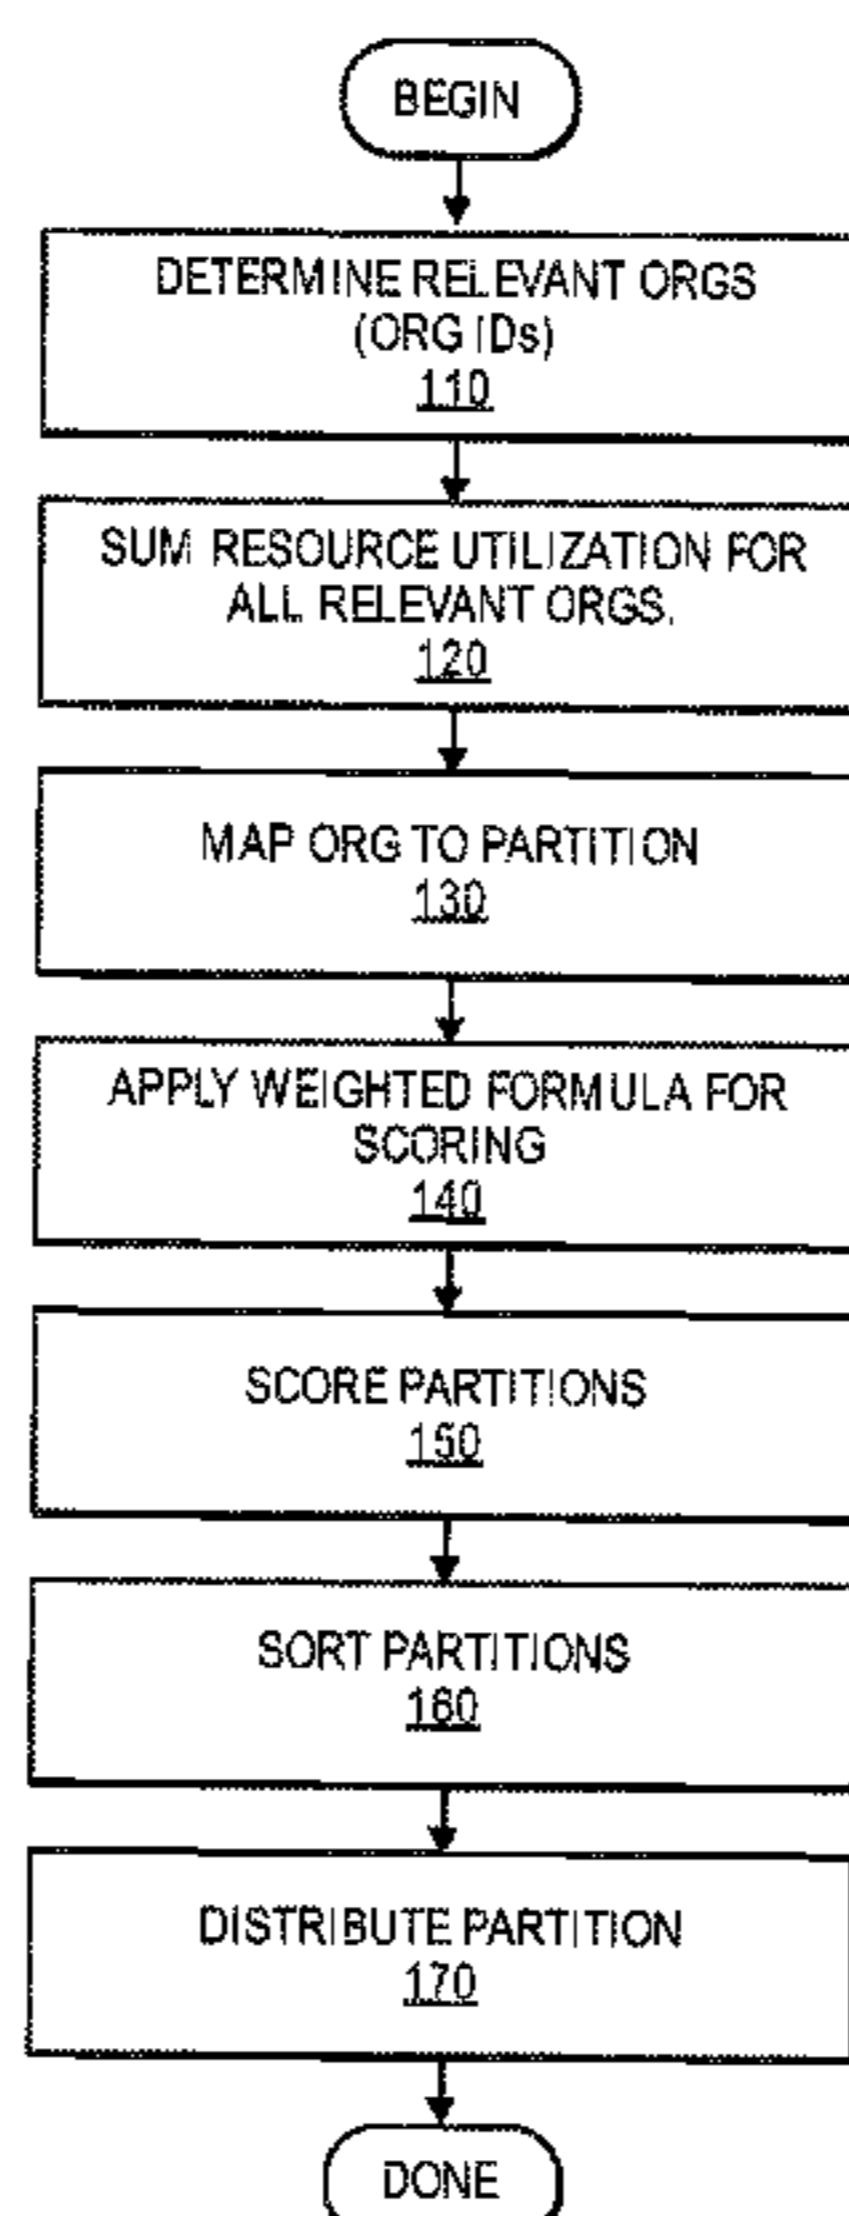 BEGIN
DETERMINE RELEVANT ORGS
(ORG IDs)
110
SUM RESOURCE UTILIZATION FOR
ALL RELEVANT ORGS.
120
MAP ORG TO PARTITION
130
APPLY WEIGHTED FORMULA FOR
SCORING
140
SCORE PARTITIONS
150
SORT PARTITIONS
160
DISTRIBUTE PARTITION
170
DONE